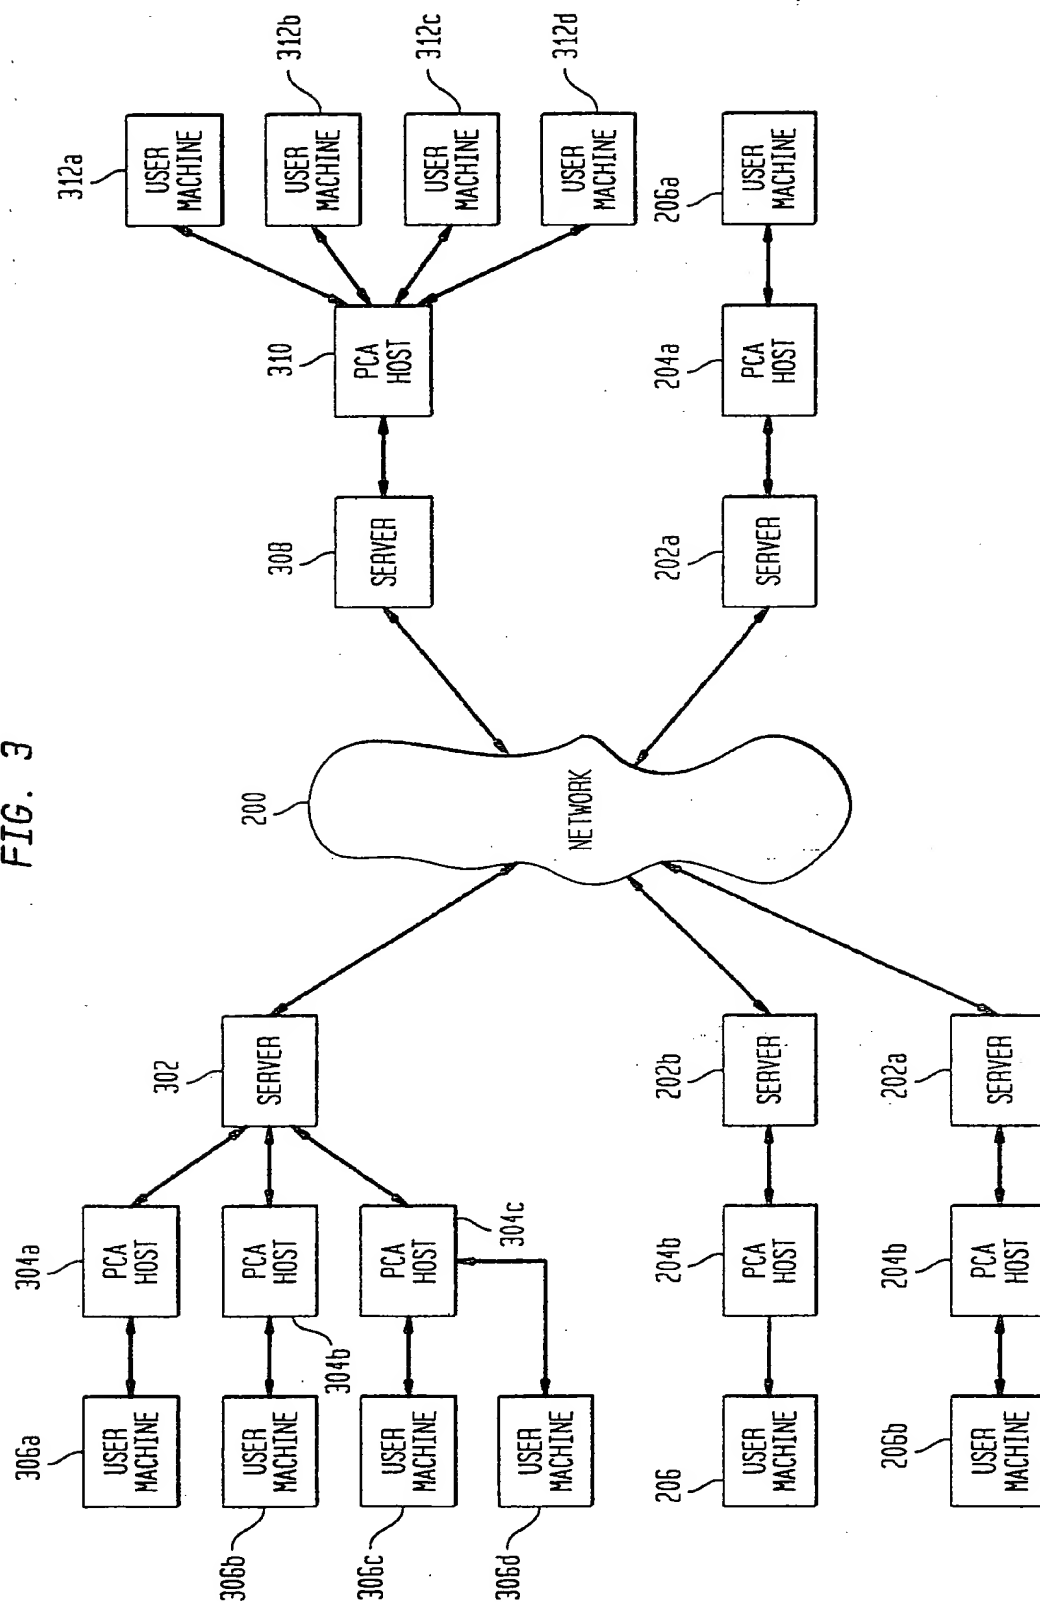 FIG. 3
306a
USER
MACHINE
304a
PCA
HOST
306b
USER
MACHINE
304b
PCA
HOST
302
SERVER
306c
USER
MACHINE
304c
PCA
HOST
306d
USER
MACHINE
200
NETWORK
308
SERVER
310
PCA
HOST
312a
USER
MACHINE
312b
USER
MACHINE
312c
USER
MACHINE
312d
USER
MACHINE
206
USER
MACHINE
204b
PCA
HOST
202b
SERVER
202a
SERVER
204a
PCA
HOST
206a
USER
MACHINE
206b
USER
MACHINE
204b
PCA
HOST
202a
SERVER